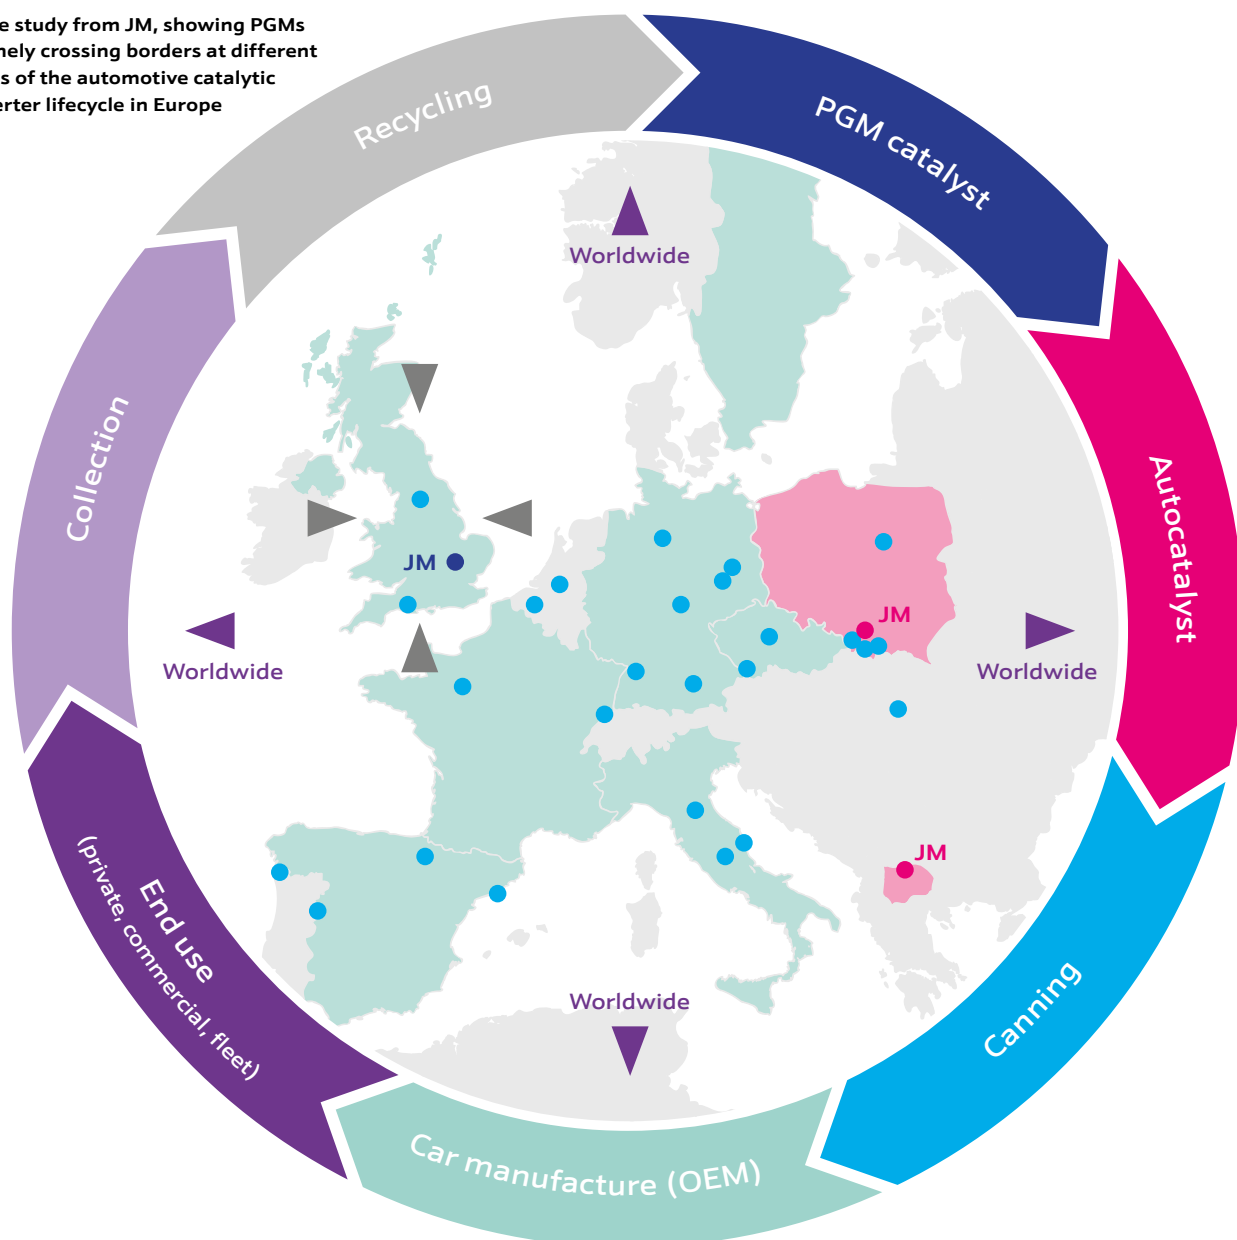 e study from JM, showing PGMs
nely crossing borders at different
s of the automotive catalytic
erter lifecycle in Europe
Recycling
PGM catalyst
Autocatalyst
Canning
Car manufacture (OEM)
End use
(private, commercial, fleet)
Collection
Worldwide
JM
Worldwide
JM
Worldwide
JM
Worldwide